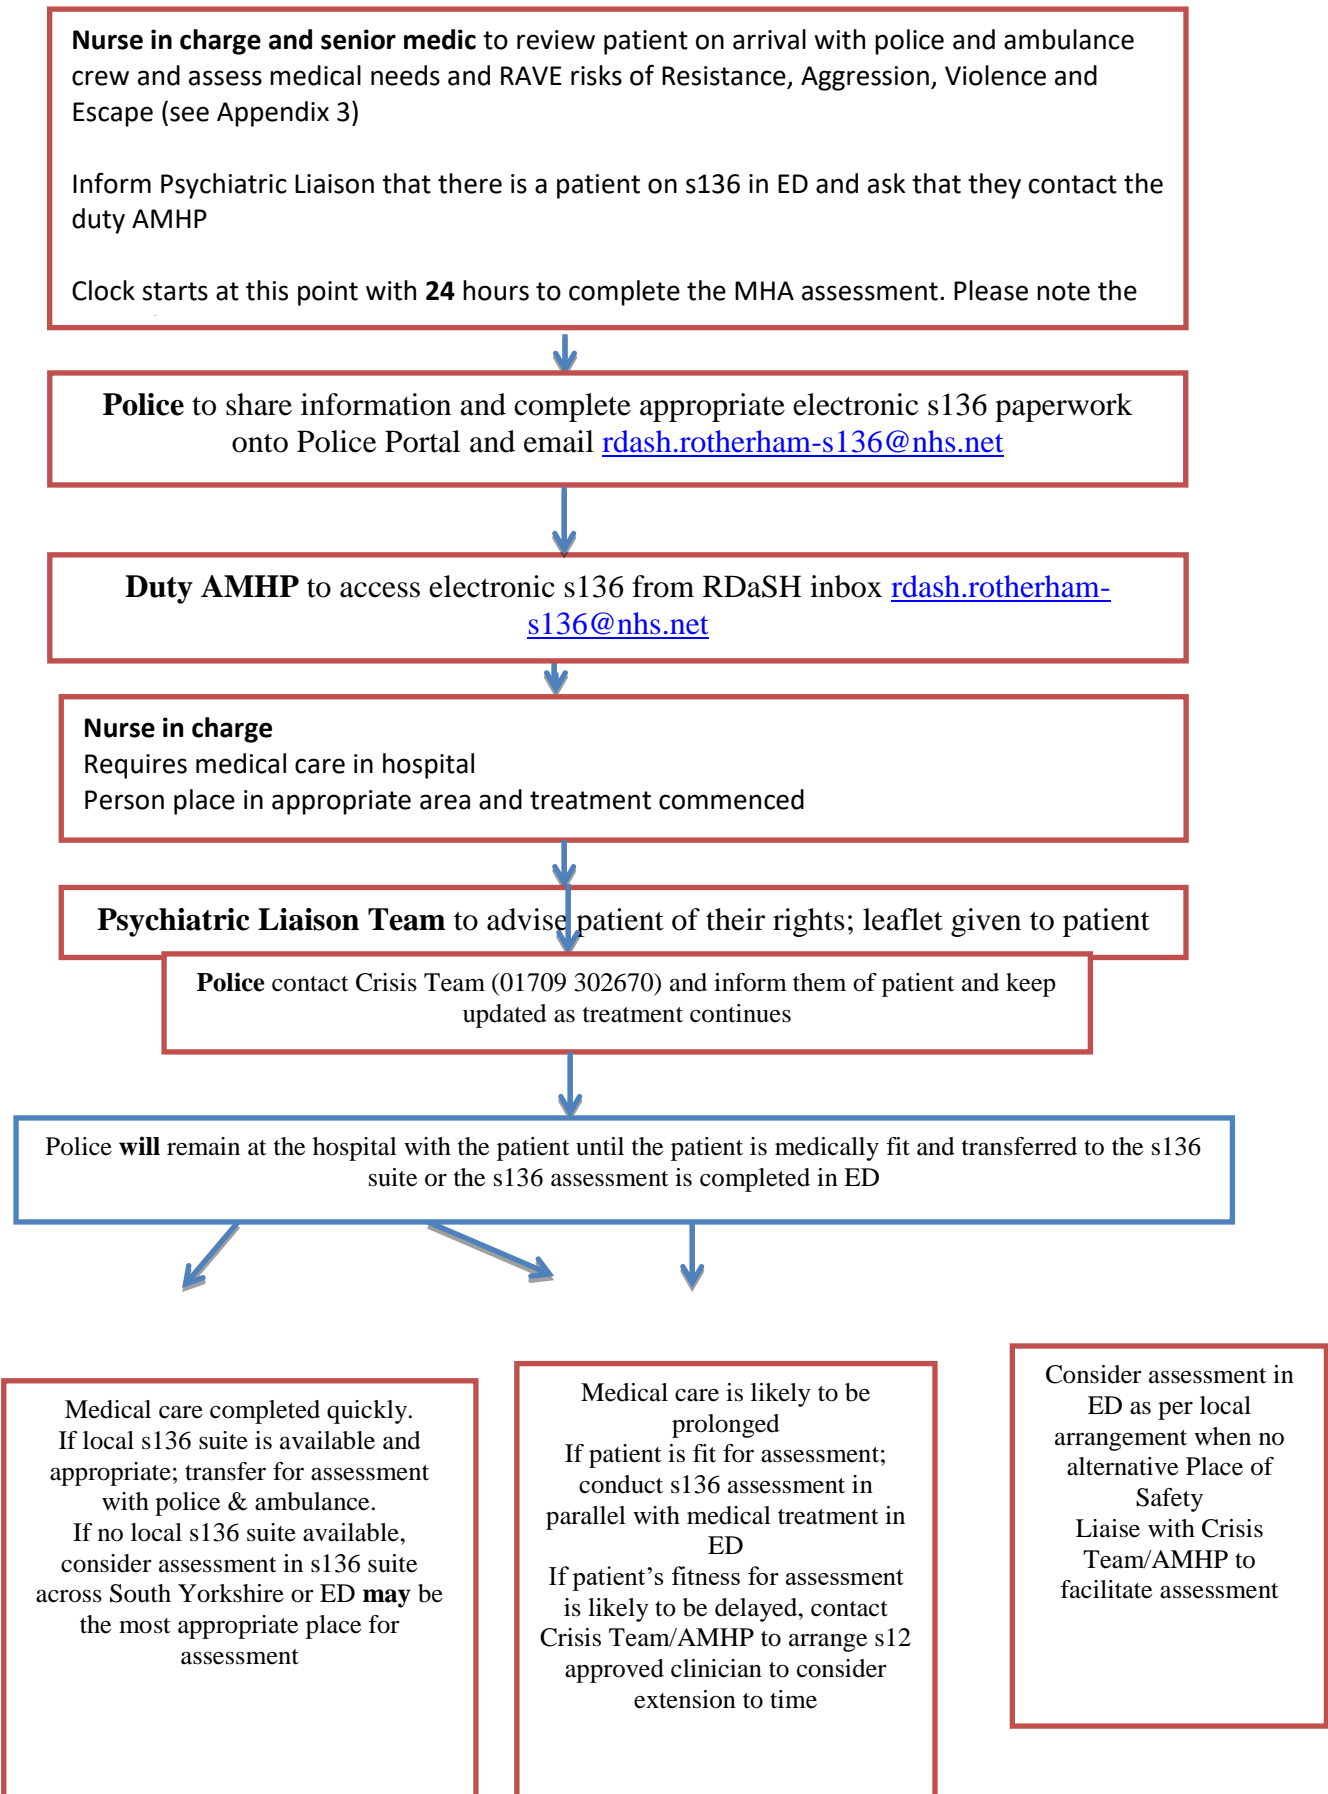 Nurse in charge and senior medic to review patient on arrival with police and ambulance
crew and assess medical needs and RAVE risks of Resistance, Aggression, Violence and
Escape (see Appendix 3)
Inform Psychiatric Liaison that there is a patient on s136 in ED and ask that they contact the
duty AMHP
Clock starts at this point with 24 hours to complete the MHA assessment. Please note the
Police to share information and complete appropriate electronic s136 paperwork
onto Police Portal and email rdash.rotherham-s136@nhs.net
Duty AMHP to access electronic s136 from RDaSH inbox rdash.rotherham-
s136@nhs.net
Nurse in charge
Requires medical care in hospital
Person place in appropriate area and treatment commenced
Psychiatric Liaison Team to advise patient of their rights; leaflet given to patient
Police contact Crisis Team (01709 302670) and inform them of patient and keep
updated as treatment continues
Police will remain at the hospital with the patient until the patient is medically fit and transferred to the s136
suite or the s136 assessment is completed in ED
Medical care completed quickly.
If local s136 suite is available and
appropriate; transfer for assessment
with police & ambulance.
If no local s136 suite available,
consider assessment in s136 suite
across South Yorkshire or ED may be
the most appropriate place for
assessment
Medical care is likely to be
prolonged
If patient is fit for assessment;
conduct s136 assessment in
parallel with medical treatment in
ED
If patient's fitness for assessment
is likely to be delayed, contact
Crisis Team/AMHP to arrange s12
approved clinician to consider
extension to time
Consider assessment in
ED as per local
arrangement when no
alternative Place of
Safety
Liaise with Crisis
Team/AMHP to
facilitate assessment